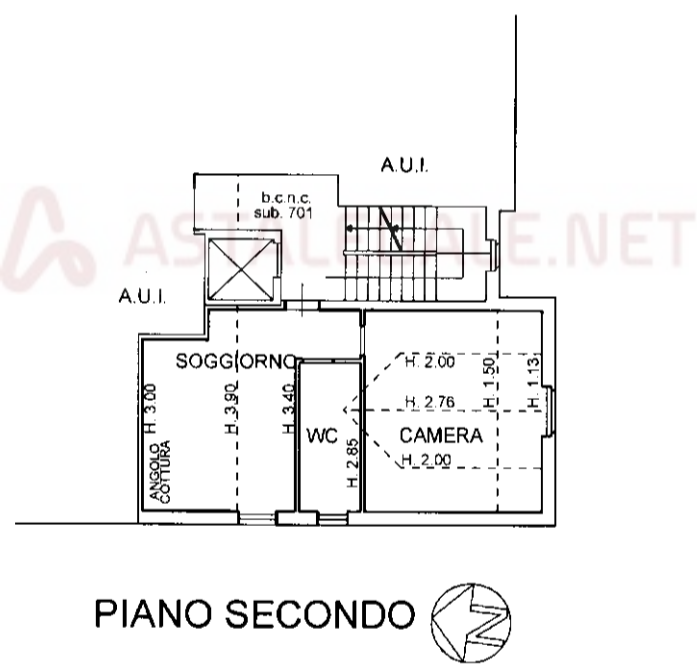 A.U.I.
b.c.n.c.
sub. 701
ASTALEGALE.NET
A.U.I.
SOGGIORNO
H. 2.00
H. 1.50
H. 1.13
H. 3.00
H. 3.90
H. 3.40
H. 2.76
WC
CAMERA
H. 2.85
H. 2.00
ANGOLO
COTTURA
PIANO SECONDO
N